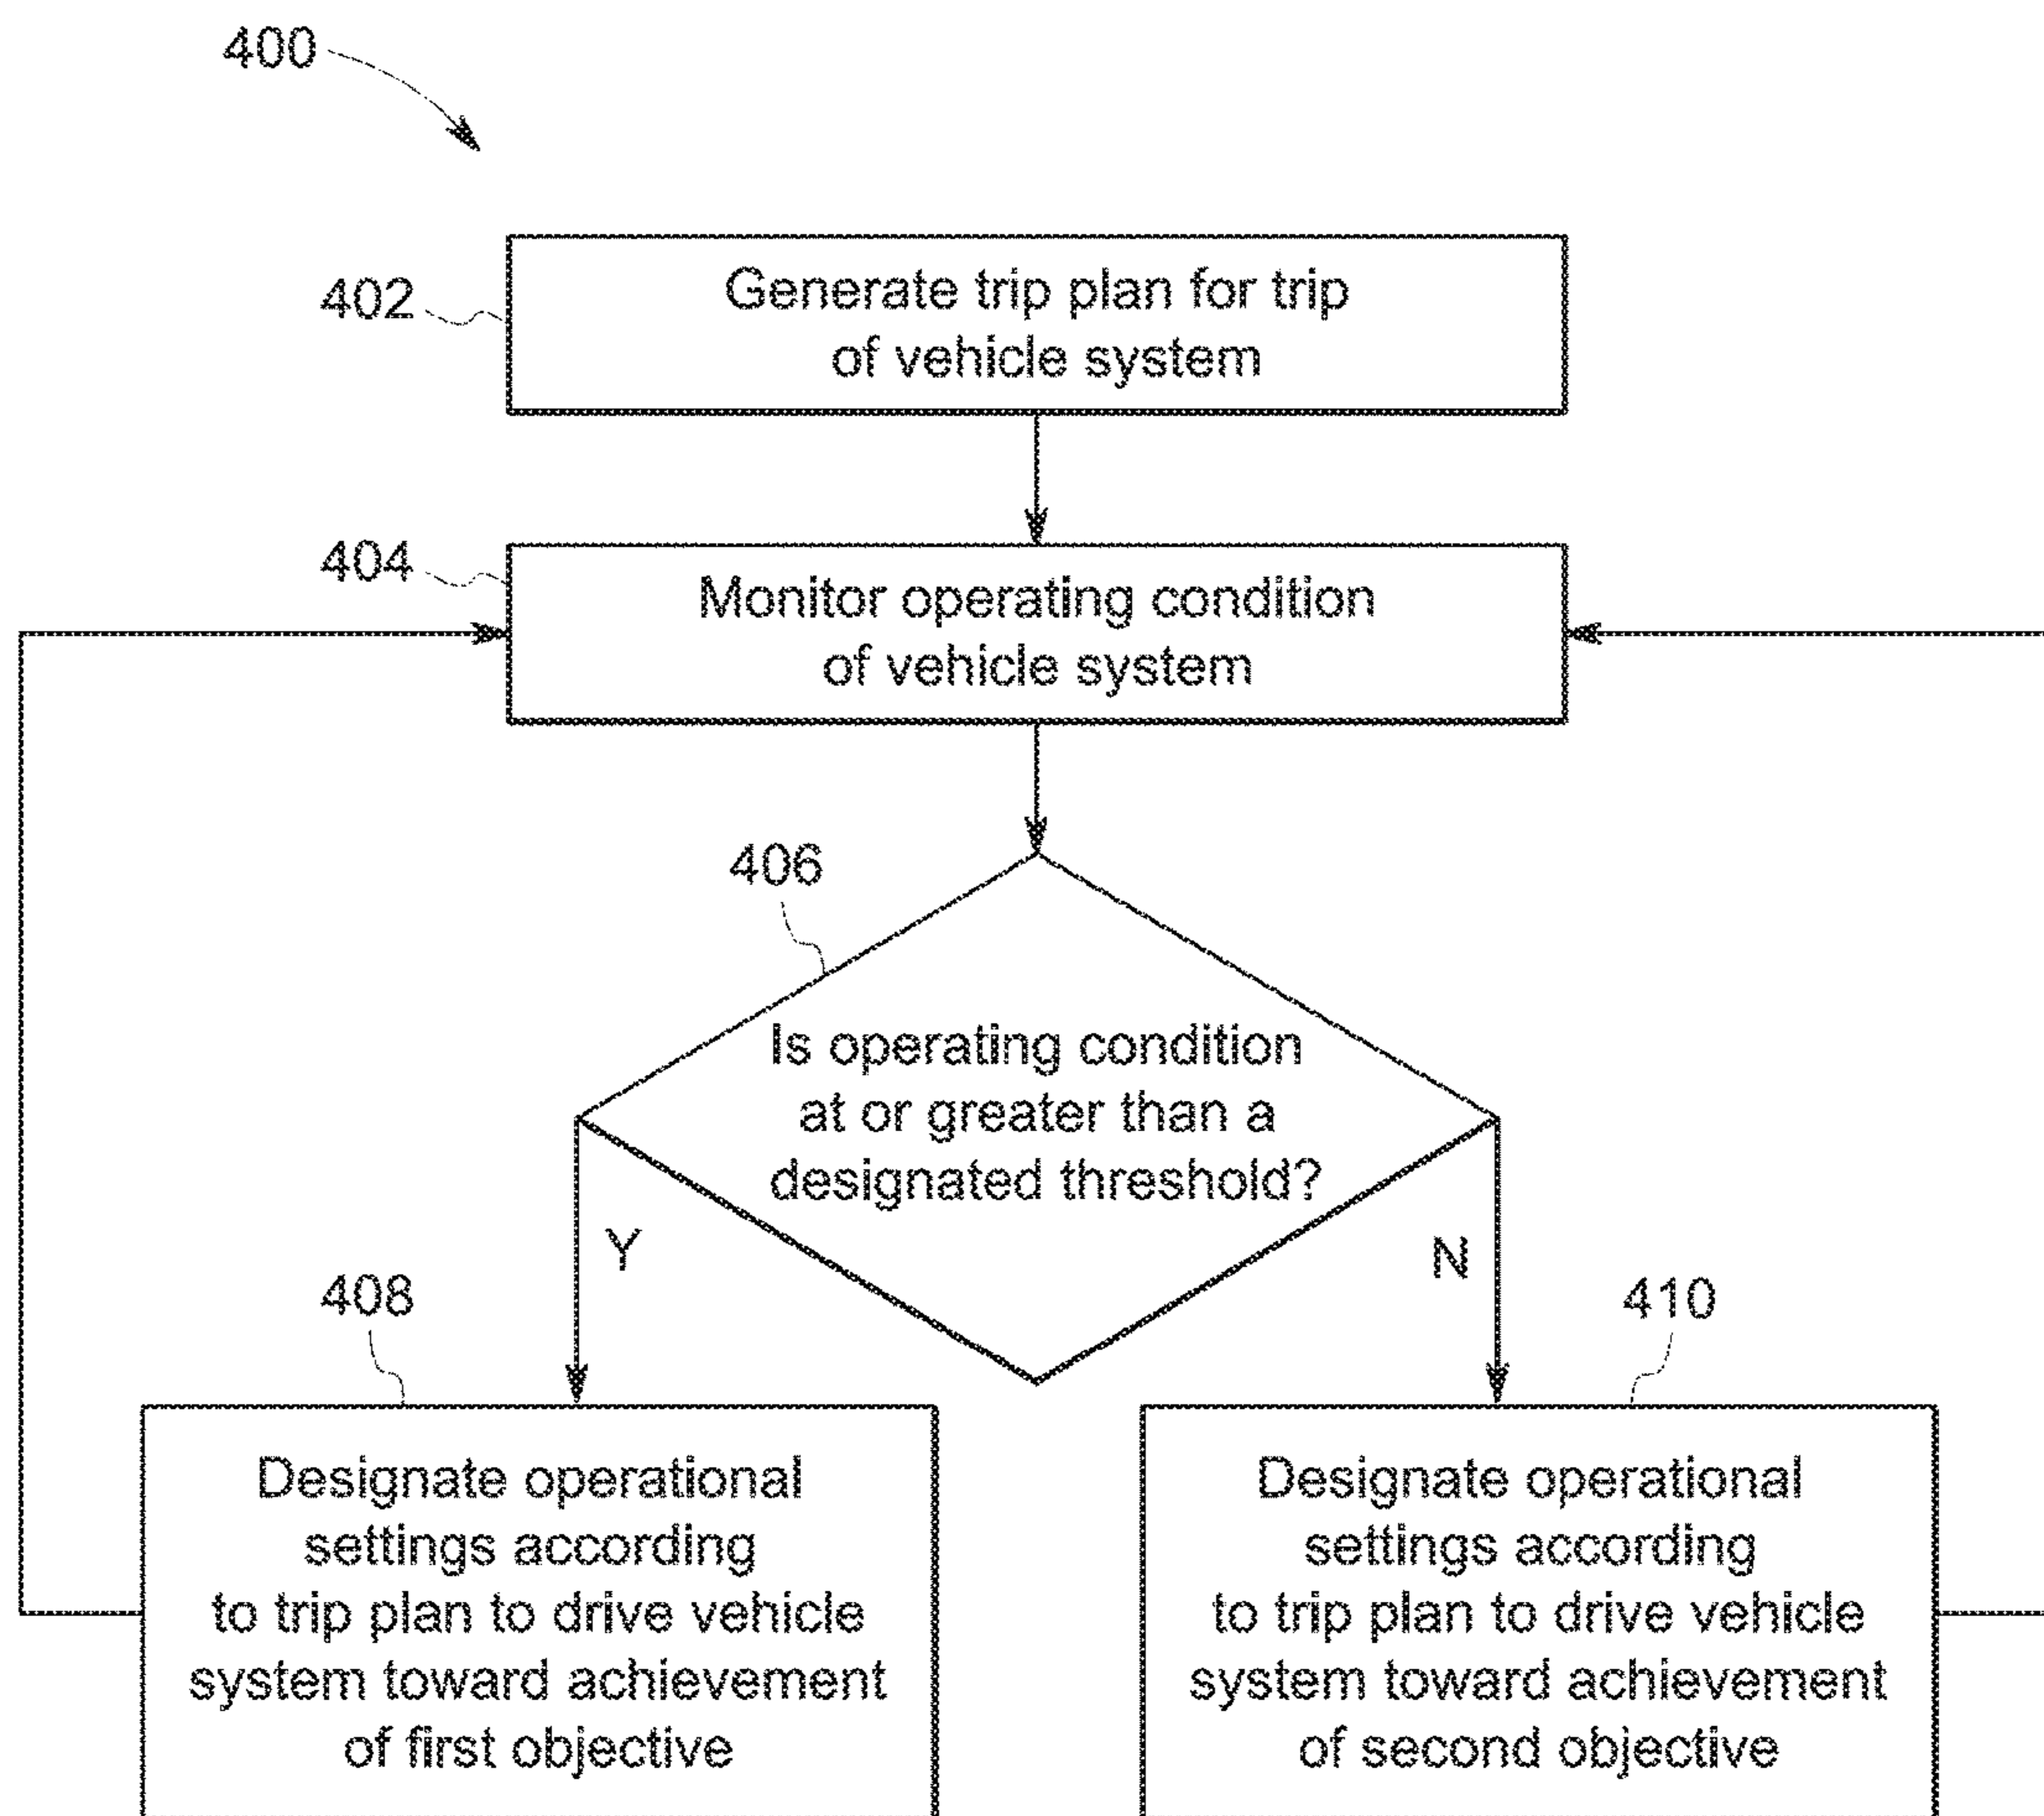 400
402
Generate trip plan for trip
of vehicle system
404
Monitor operating condition
of vehicle system
406
Is operating condition
at or greater than a
designated threshold?
Y
N
408
410
Designate operational
settings according
to trip plan to drive vehicle
system toward achievement
of first objective
Designate operational
settings according
to trip plan to drive vehicle
system toward achievement
of second objective